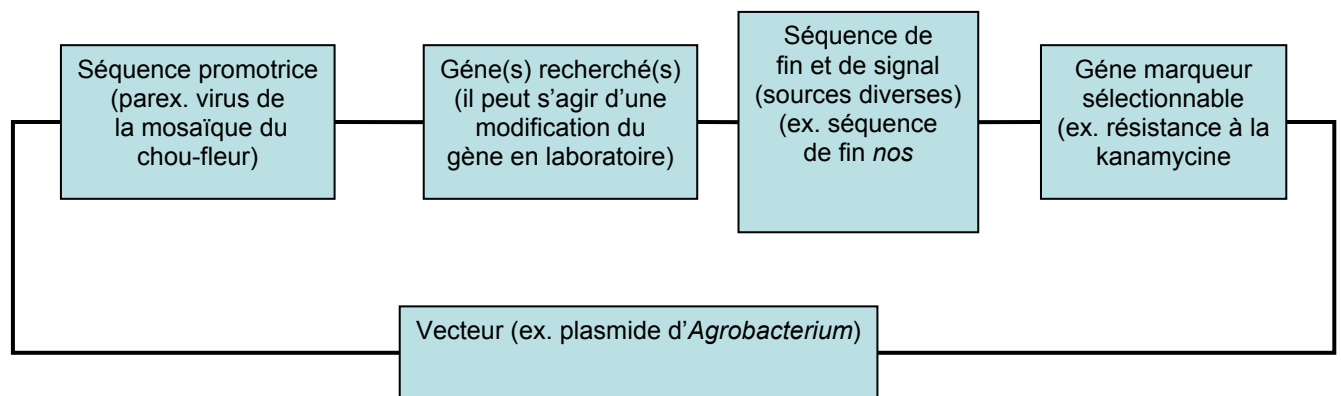 Séquence promotrice
(parex. virus de
la mosaïque du
chou-fleur)
Géne(s) recherché(s)
(il peut s’agir d’une
modification du
gène en laboratoire)
Séquence de
fin et de signal
(sources diverses)
(ex. séquence
de fin nos
Géne marqueur
sélectionnable
(ex. résistance à la
kanamycine
Vecteur (ex. plasmide d’Agrobacterium)